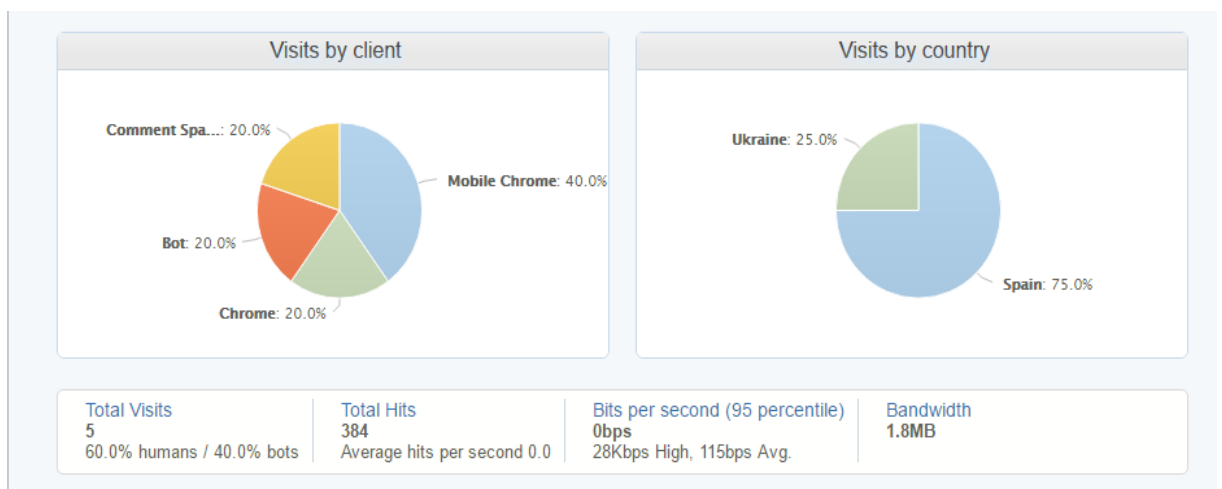 Visits by client
Comment Spa...: 20.0%
Mobile Chrome: 40.0%
Bot: 20.0%
Chrome: 20.0%
Visits by country
Ukraine: 25.0%
Spain: 75.0%
Total Visits
5
60.0% humans / 40.0% bots
Total Hits
384
Average hits per second 0.0
Bits per second (95 percentile)
0bps
28Kbps High, 115bps Avg.
Bandwidth
1.8MB